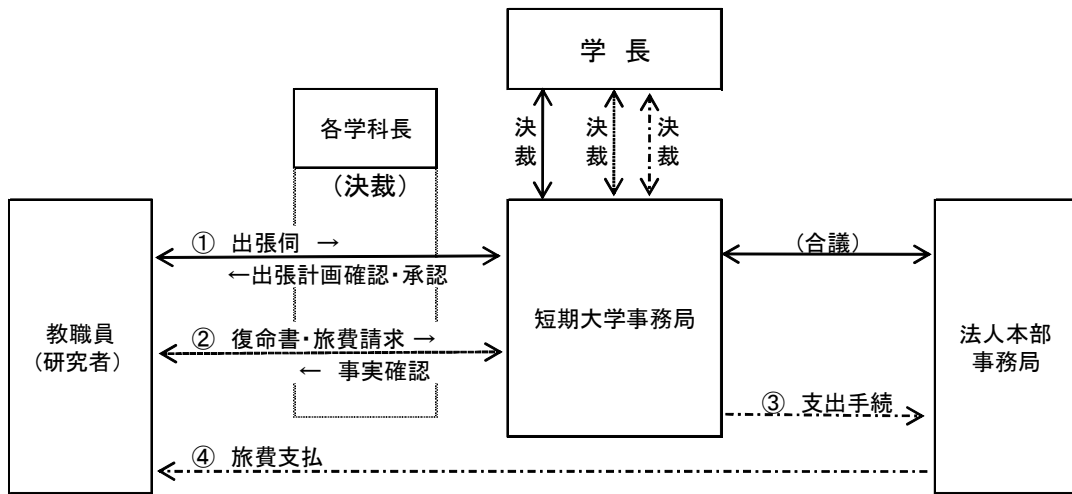 学 長
各学科長
(決裁)
決裁
決裁
決裁
① 出張伺 →
←出張計画確認・承認
(合議)
教職員
(研究者)
② 復命書・旅費請求 →
← 事実確認
短期大学事務局
法人本部
事務局
③ 支出手続
④ 旅費支払